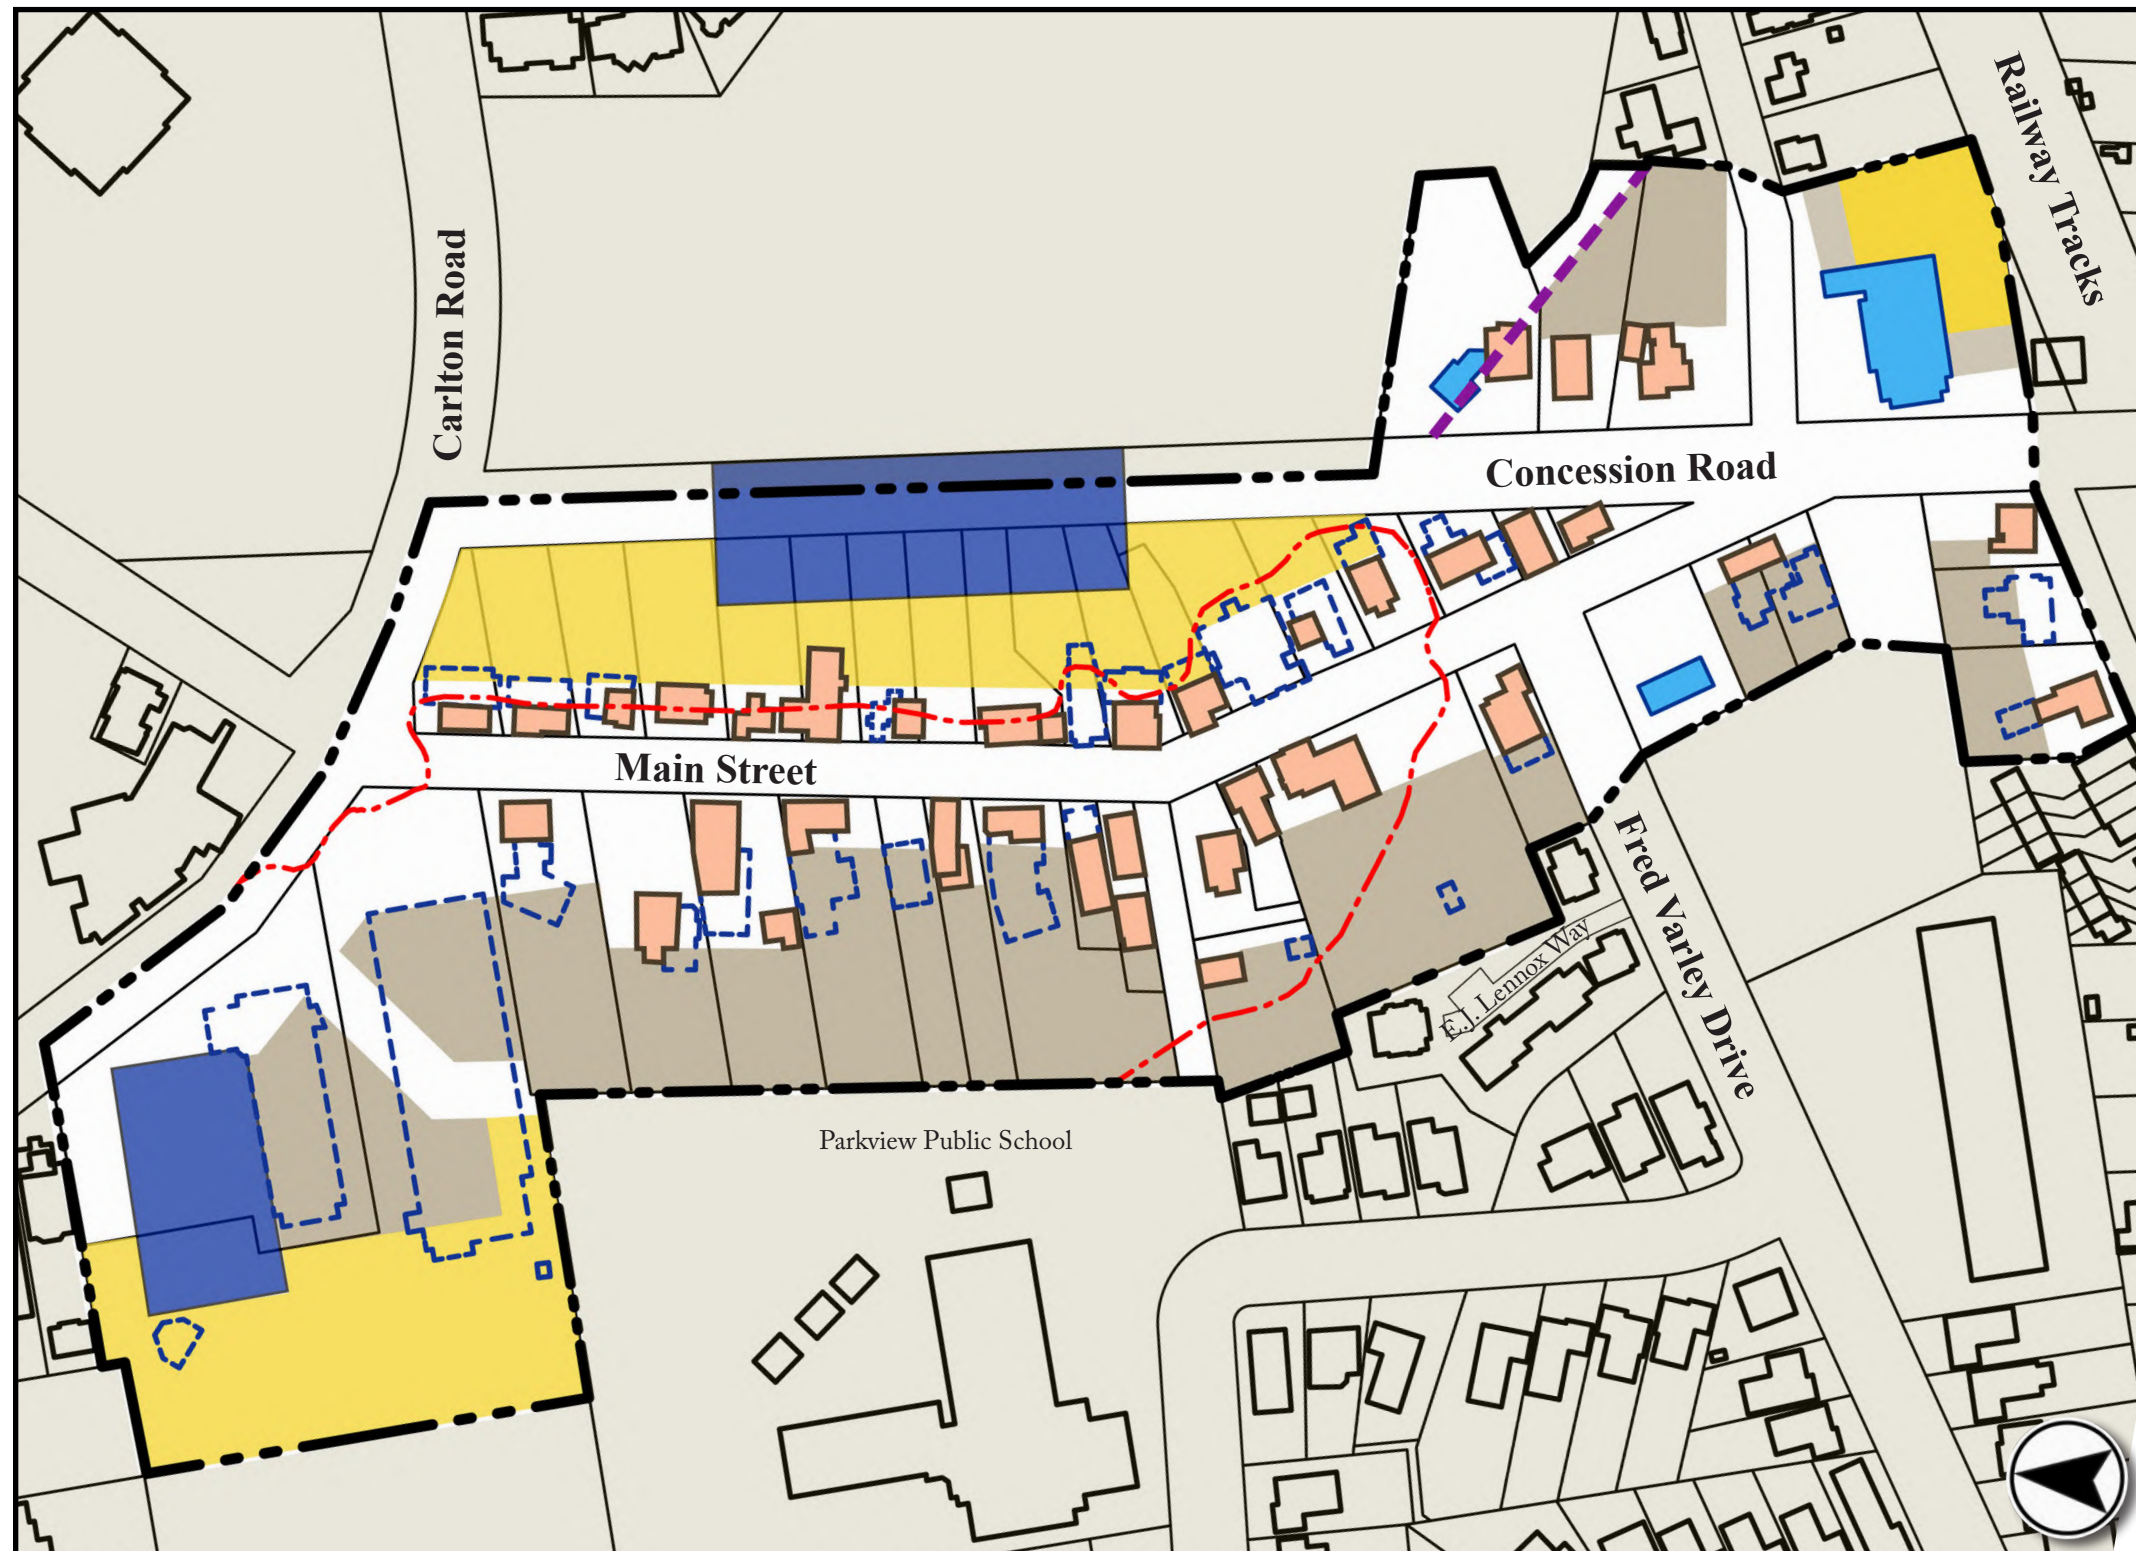 Railway Tracks
Carlton Road
Concession Road
Main Street
Fred Varley Drive
E.J. Lennox Way
Parkview Public School